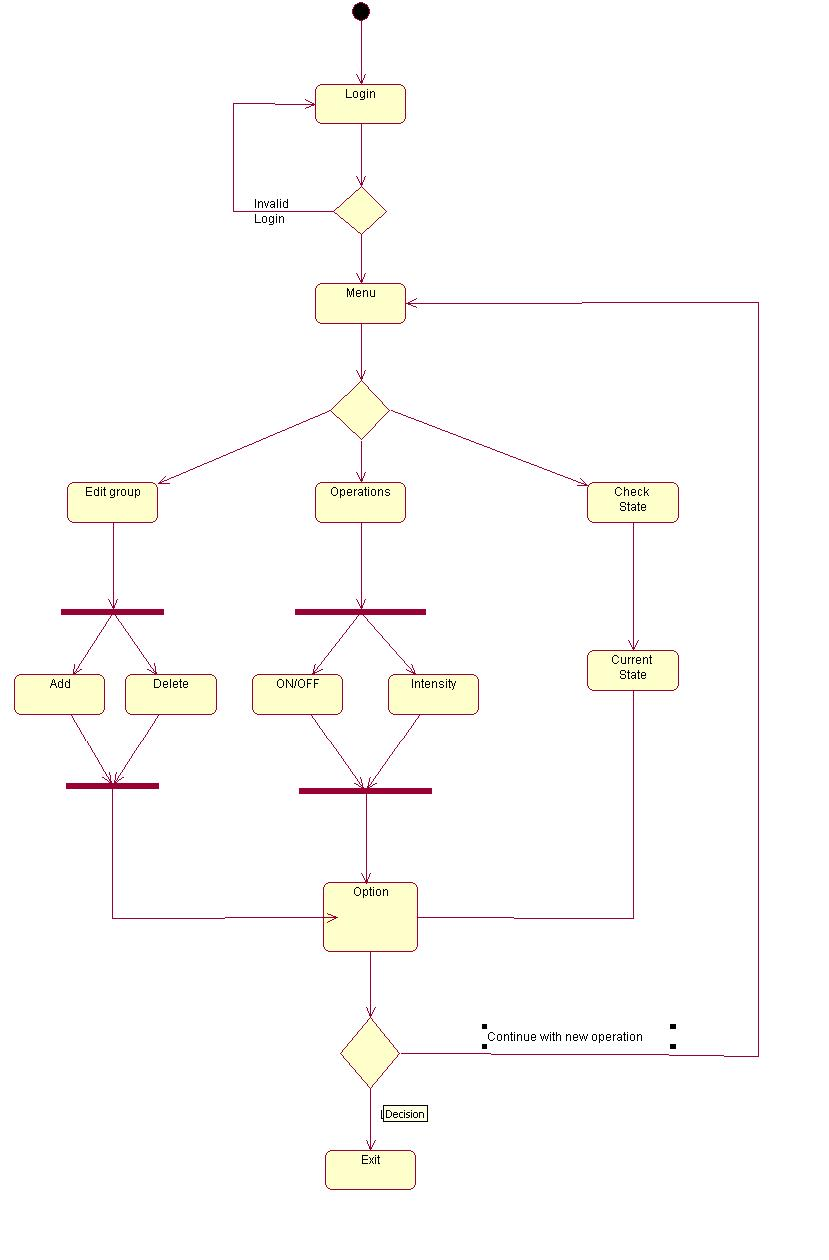 Login
Invalid
Login
Menu
Edit group
Operations
Check
State
Add
Delete
ON/OFF
Intensity
Current
State
Option
Continue with new operation
Decision
Exit